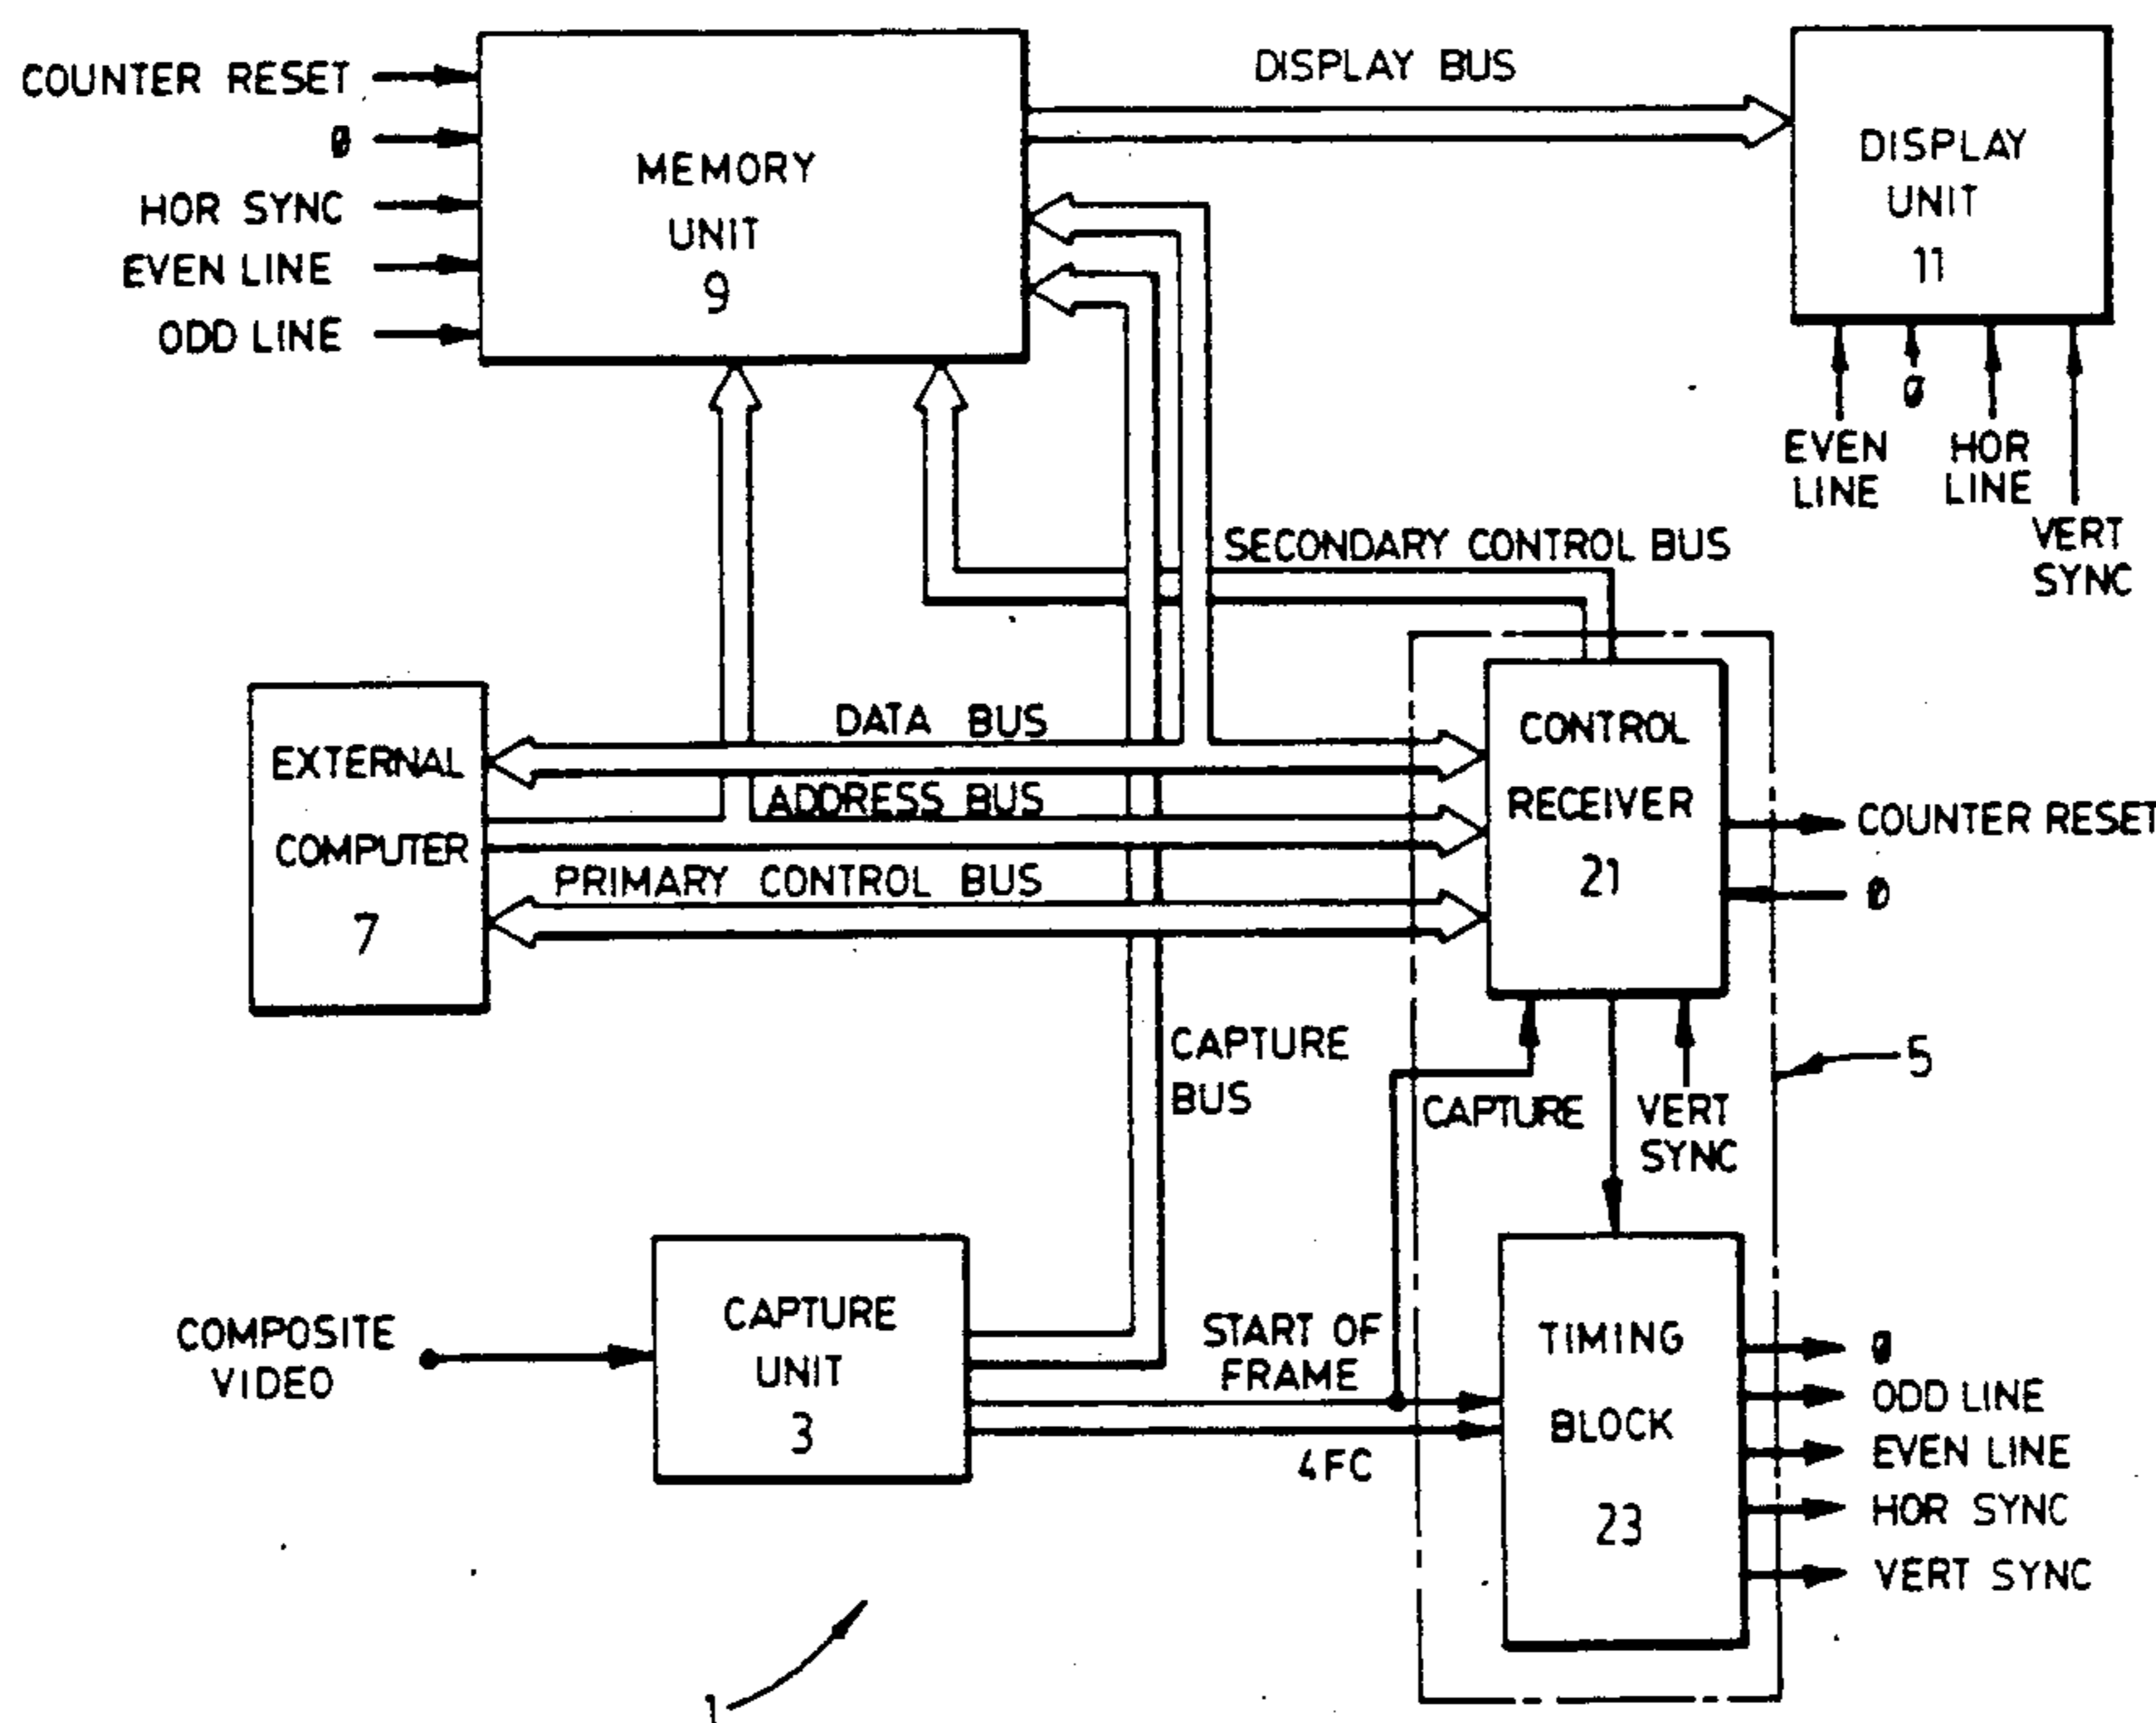 COUNTER RESET
Ø
HOR SYNC
EVEN LINE
ODD LINE
MEMORY
UNIT
9
DISPLAY BUS
DISPLAY
UNIT
11
EVEN
LINE
Ø
HOR
LINE
VERT
SYNC
SECONDARY CONTROL BUS
EXTERNAL
COMPUTER
7
DATA BUS
ADDRESS BUS
PRIMARY CONTROL BUS
CONTROL
RECEIVER
21
COUNTER RESET
Ø
CAPTURE
BUS
CAPTURE
VERT
SYNC
5
COMPOSITE
VIDEO
CAPTURE
UNIT
3
START OF
FRAME
4FC
TIMING
BLOCK
23
Ø
ODD LINE
EVEN LINE
HOR SYNC
VERT SYNC
1